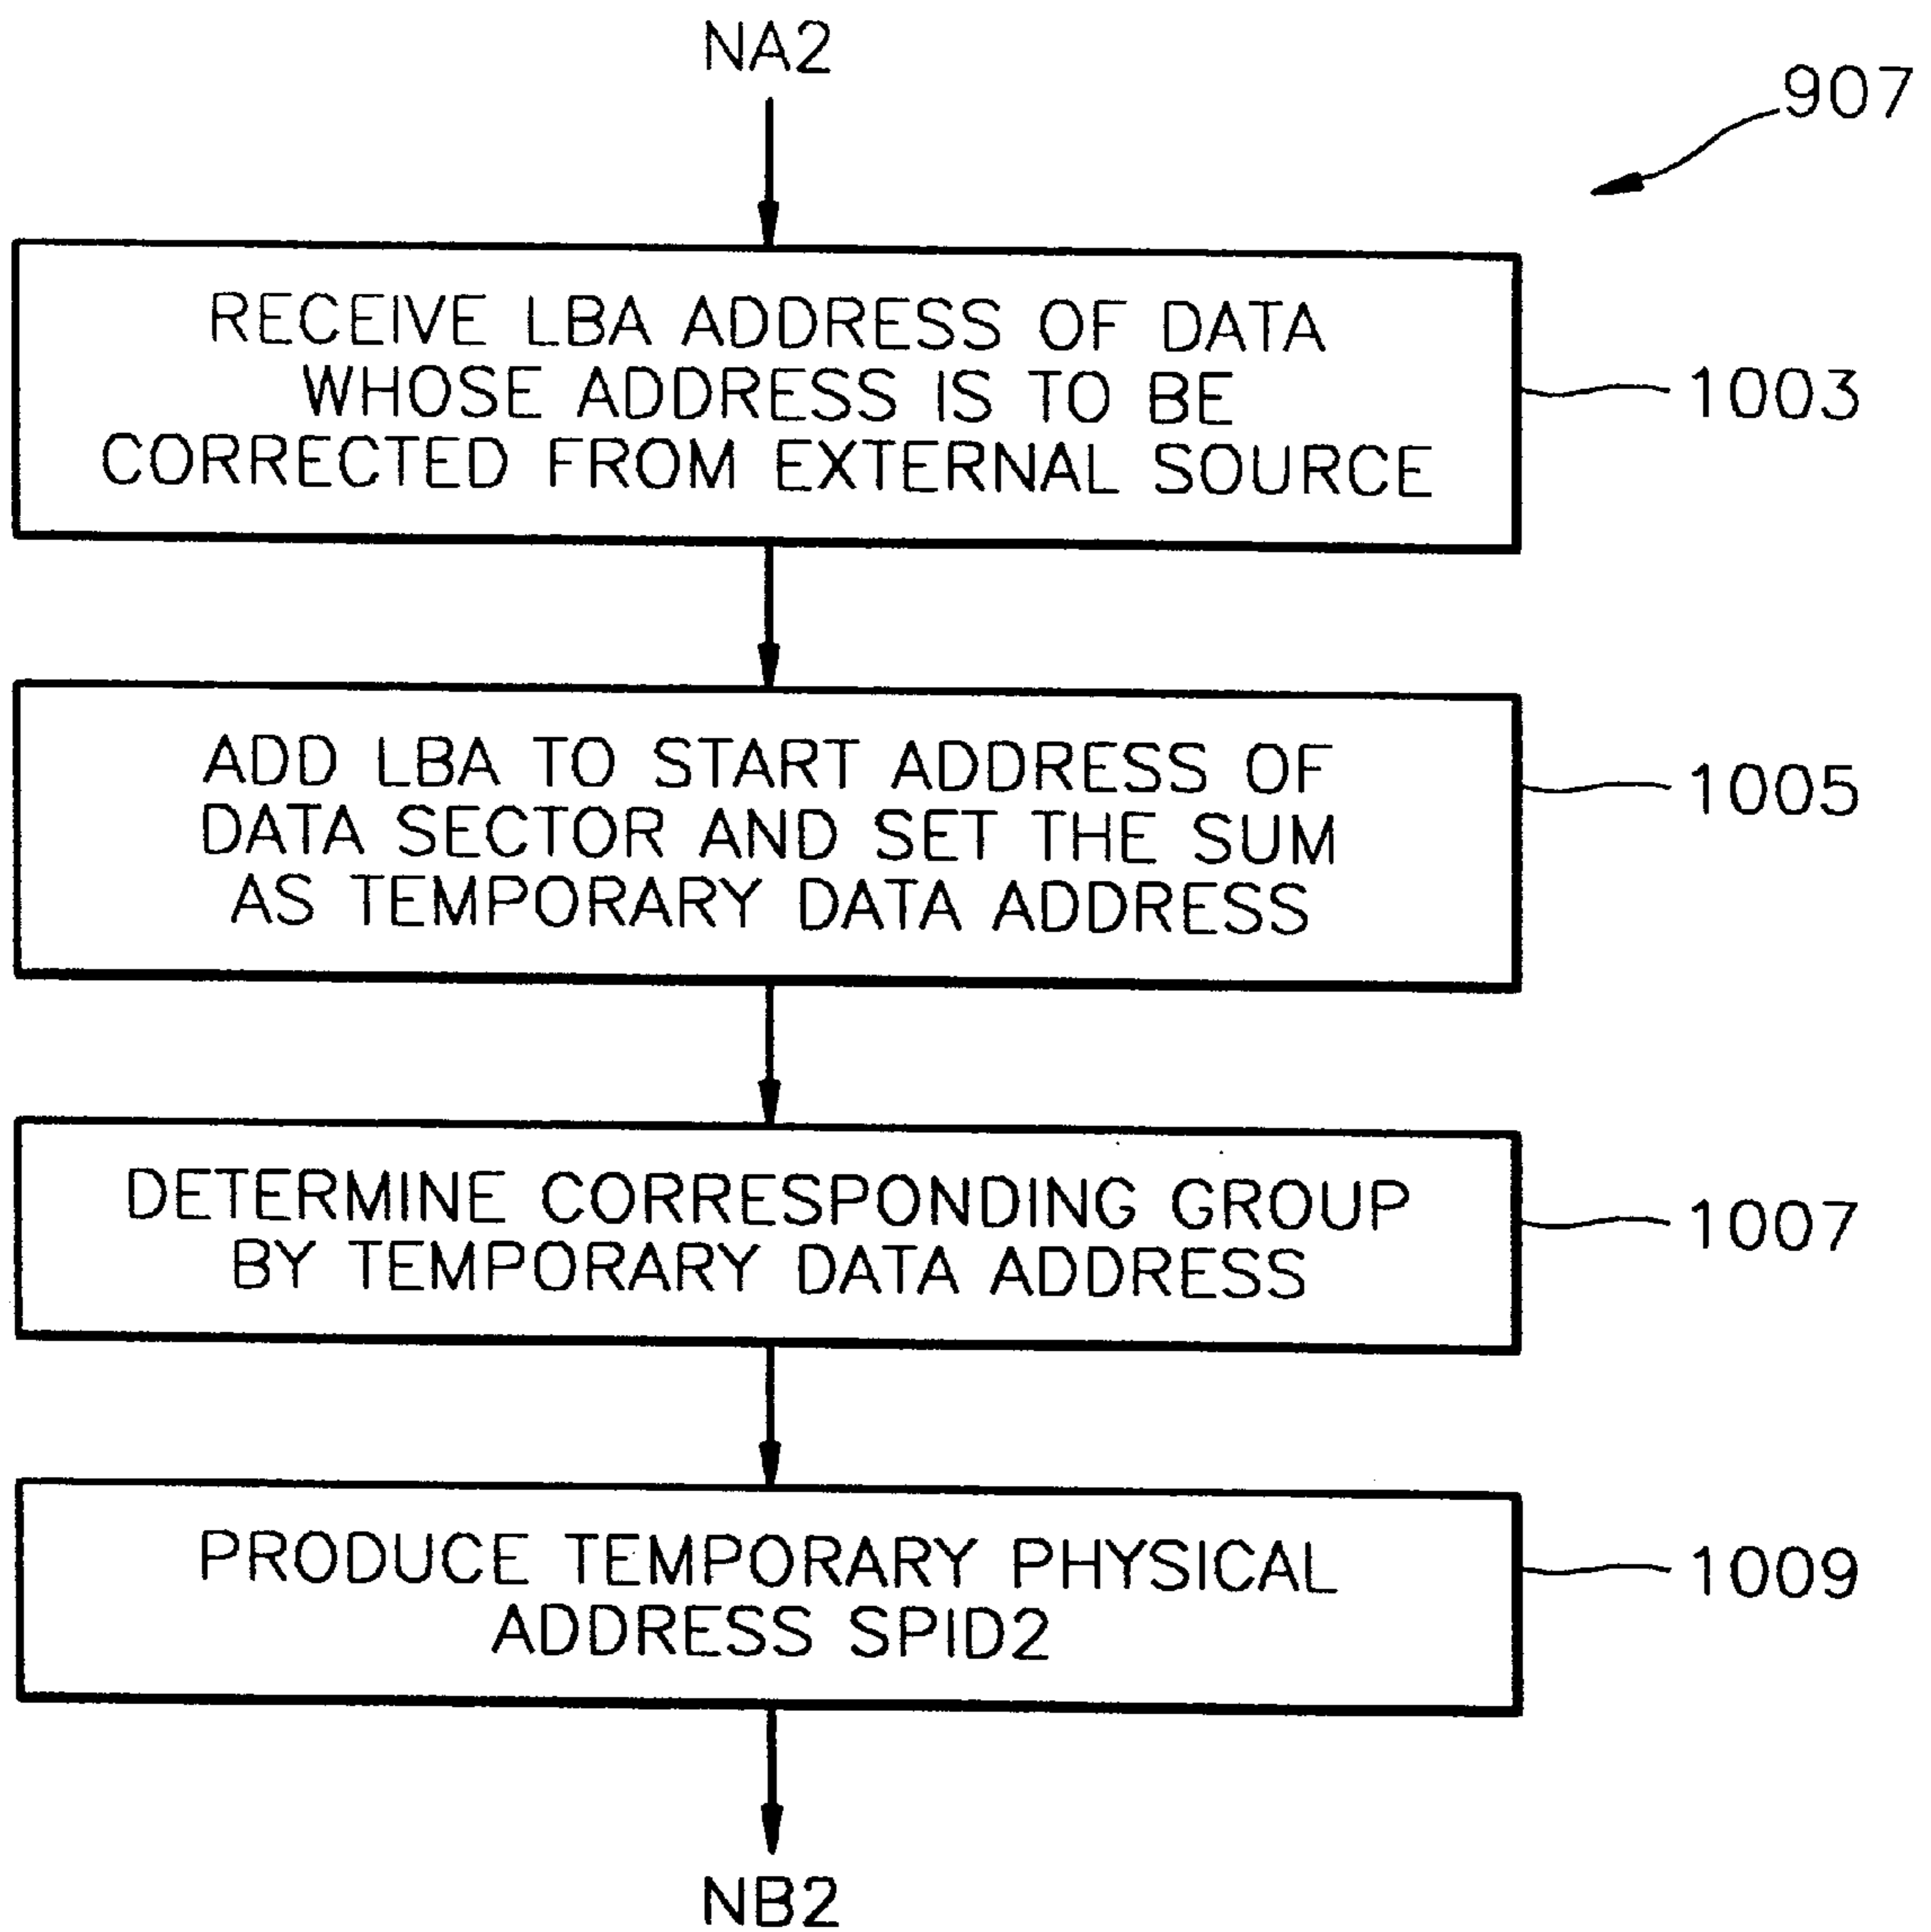 NA2
907
RECEIVE LBA ADDRESS OF DATA
WHOSE ADDRESS IS TO BE
CORRECTED FROM EXTERNAL SOURCE
1003
ADD LBA TO START ADDRESS OF
DATA SECTOR AND SET THE SUM
AS TEMPORARY DATA ADDRESS
1005
DETERMINE CORRESPONDING GROUP
BY TEMPORARY DATA ADDRESS
1007
PRODUCE TEMPORARY PHYSICAL
ADDRESS SPID2
1009
NB2